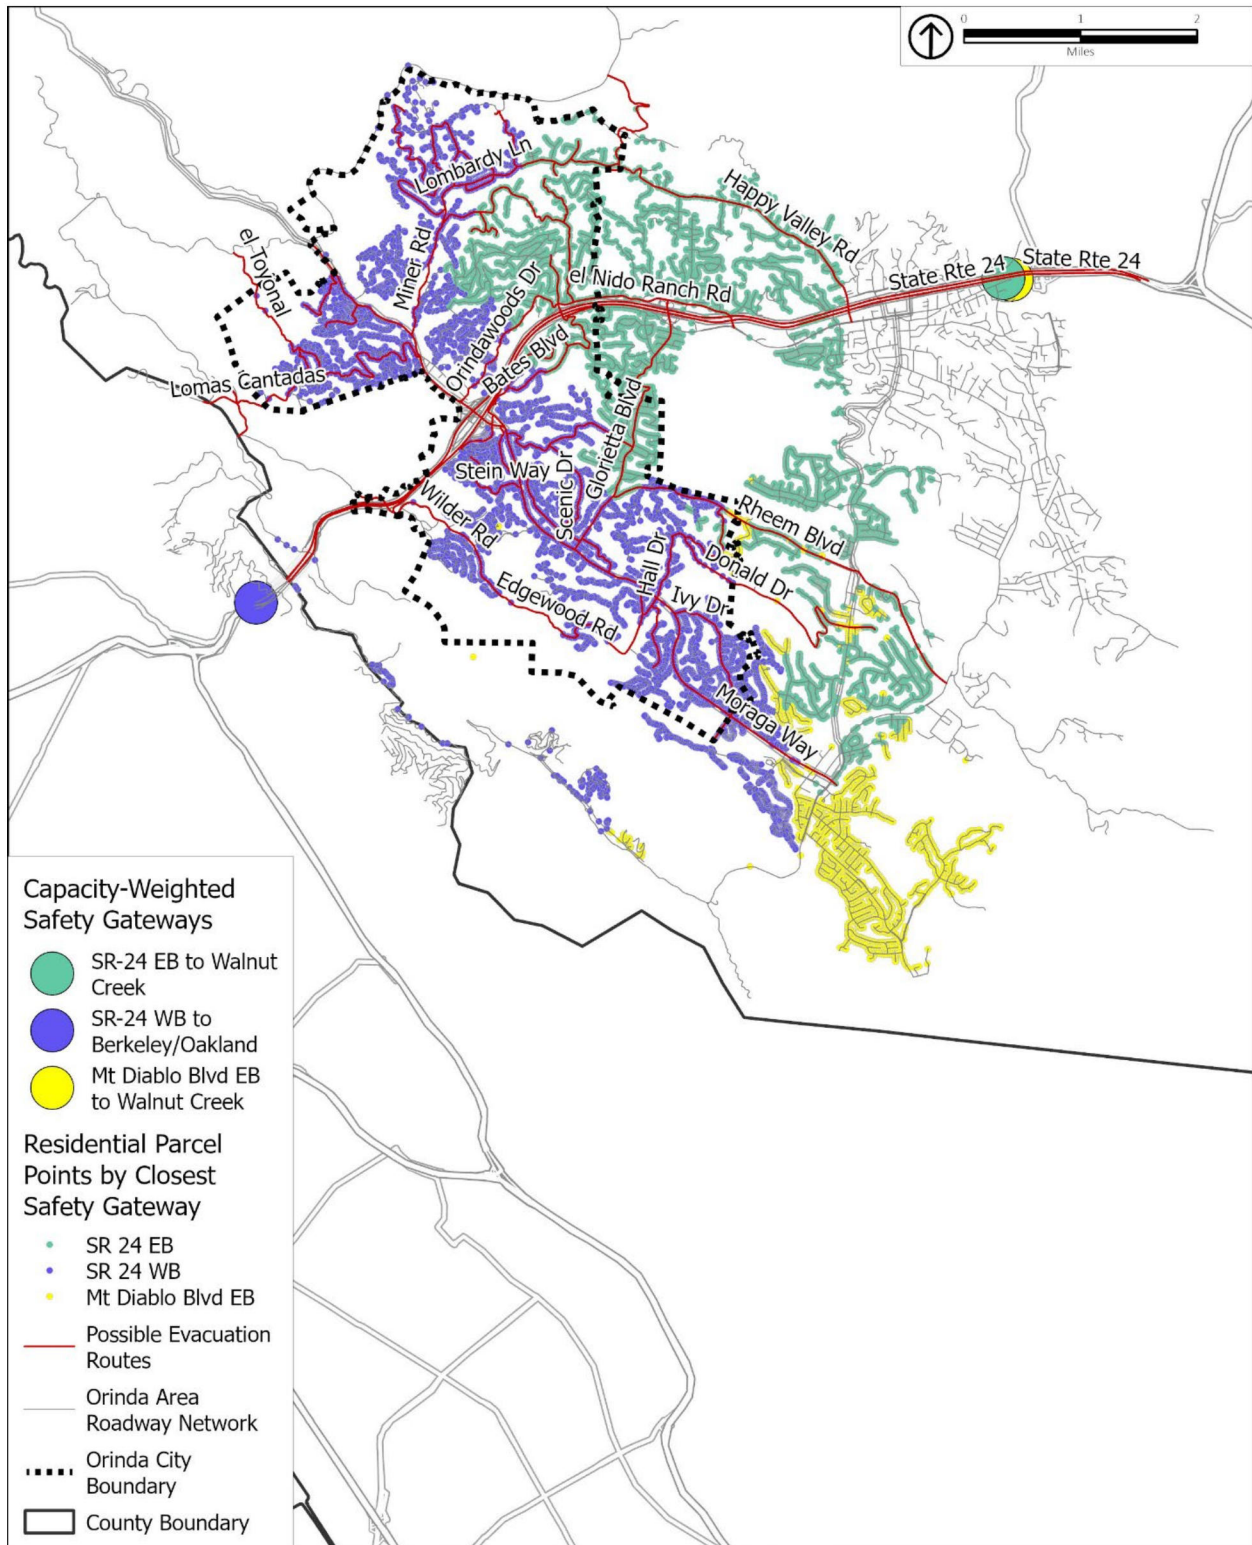 0 1 2
Miles
Lombardy Ln
Happy Valley Rd
el Toyonal
Miner Rd
State Rte 24
State Rte 24
el Nido Ranch Rd
Orindawoods Dr
Bates Blvd
Lomas Cantadas
Glorietta Blvd
Stein Way
Scenic Dr
Wilder Rd
Rheem Blvd
Hall Dr
Donald Dr
Ivy Dr
Edgewood Rd
Moraga Way
Capacity-Weighted
Safety Gateways
SR-24 EB to Walnut
Creek
SR-24 WB to
Berkeley/Oakland
Mt Diablo Blvd EB
to Walnut Creek
Residential Parcel
Points by Closest
Safety Gateway
SR 24 EB
SR 24 WB
Mt Diablo Blvd EB
Possible Evacuation
Routes
Orinda Area
Roadway Network
Orinda City
Boundary
County Boundary